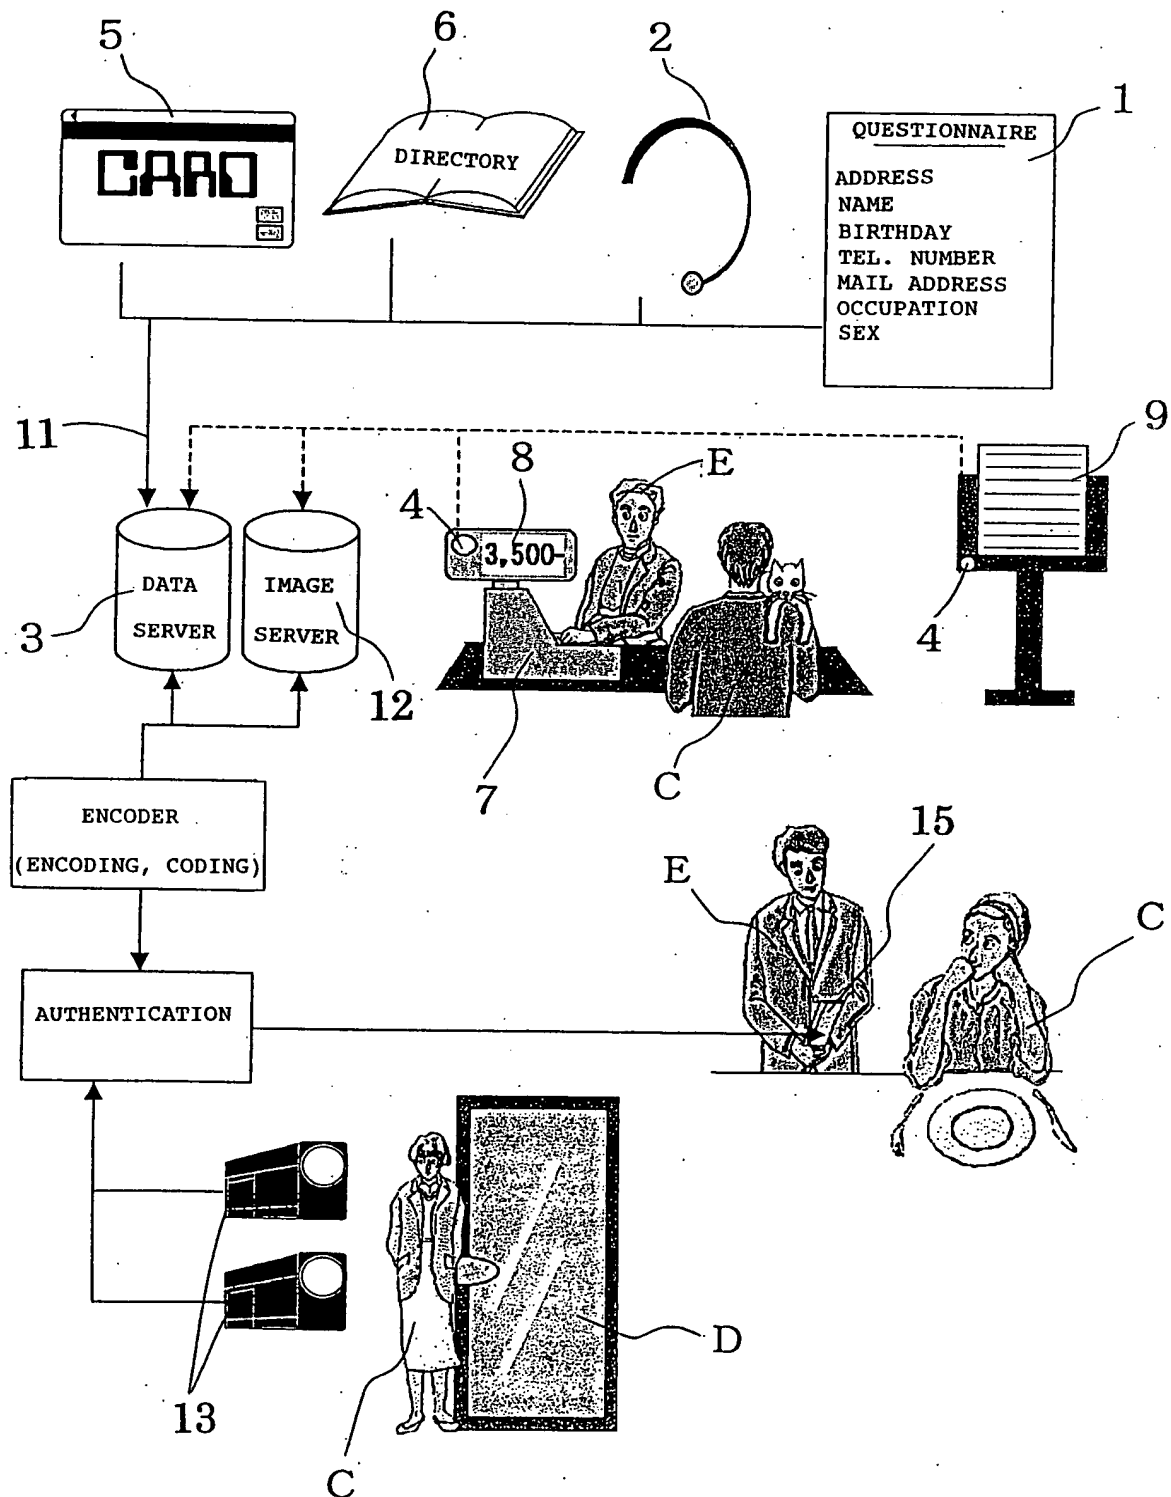 5
6
2
1
CARD
DIRECTORY
QUESTIONNAIRE
ADDRESS
NAME
BIRTHDAY
TEL. NUMBER
MAIL ADDRESS
OCCUPATION
SEX
11
9
8
E
4
3,500-
DATA
SERVER
IMAGE
SERVER
3
12
4
7
C
ENCODER
(ENCODING, CODING)
15
E
C
AUTHENTICATION
D
13
C